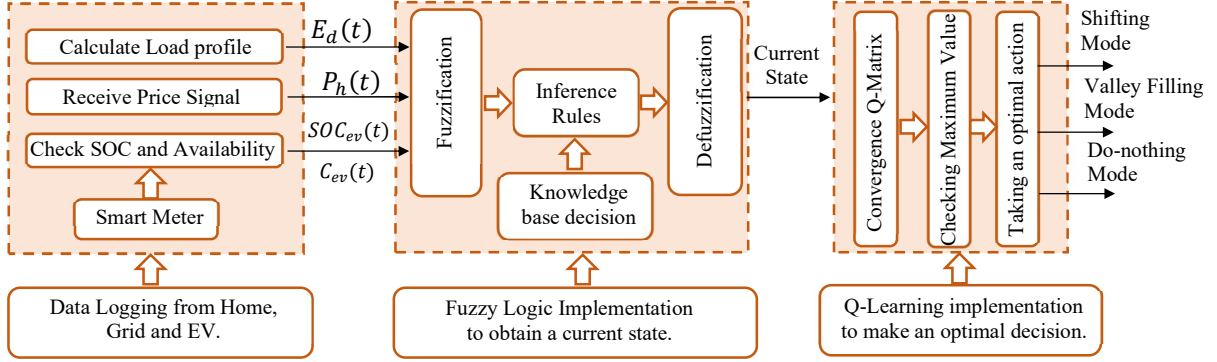 Calculate Load profile
Receive Price Signal
Check SOC and Availability
Smart Meter
Data Logging from Home,
Grid and EV.
E_d(t)
P_h(t)
SOC_ev(t)
C_ev(t)
Fuzzification
Inference
Rules
Knowledge
base decision
Defuzzification
Fuzzy Logic Implementation
to obtain a current state.
Current
State
Convergence Q-Matrix
Checking Maximum Value
Taking an optimal action
Q-Learning implementation
to make an optimal decision.
Shifting
Mode
Valley Filling
Mode
Do-nothing
Mode